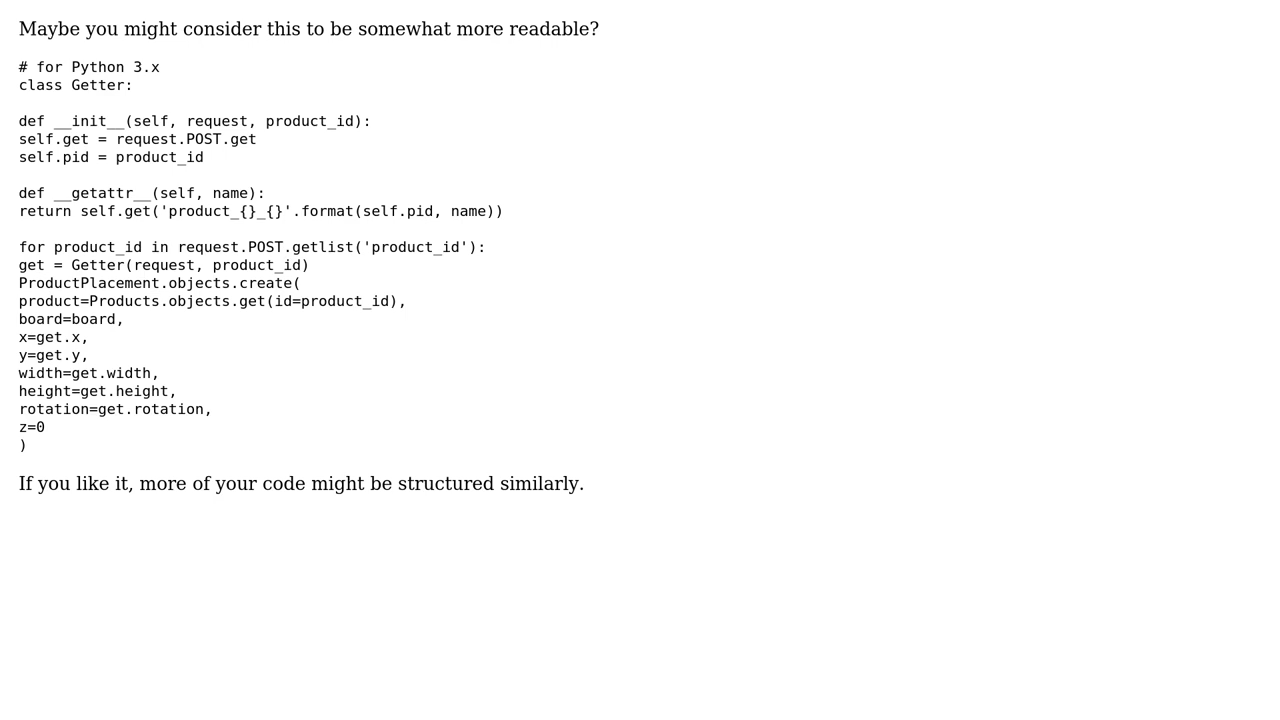 Maybe you might consider this to be somewhat more readable?
# for Python 3.x
class Getter:
def __init__(self, request, product_id):
self.get = request.POST.get
self.pid = product_id
def __getattr__(self, name):
return self.get('product_{}_{}'.format(self.pid, name))
for product_id in request.POST.getlist('product_id'):
get = Getter(request, product_id)
ProductPlacement.objects.create(
product=Products.objects.get(id=product_id),
board=board,
x=get.x,
y=get.y,
width=get.width,
height=get.height,
rotation=get.rotation,
z=0
)
If you like it, more of your code might be structured similarly.